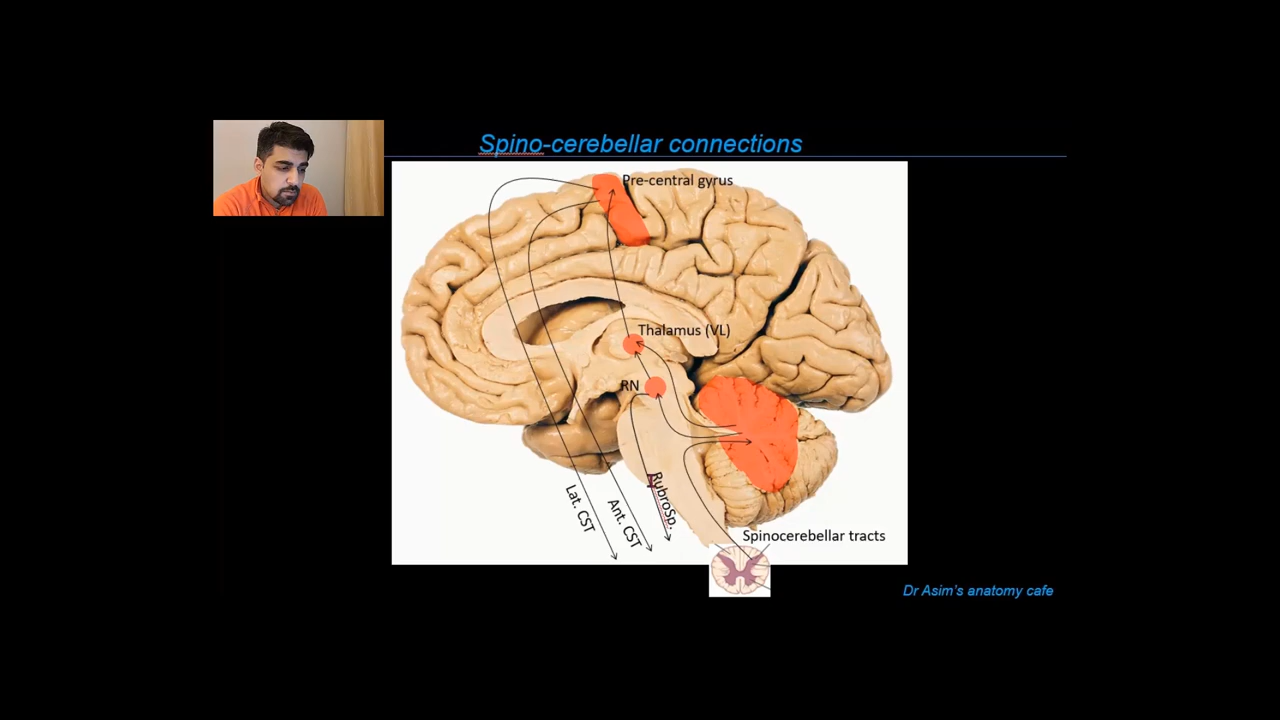 Spino-cerebellar connections
Pre-central gyrus
Thalamus (VL)
RN
Lat. CST
Ant. CST
RubroSp.
Spinocerebellar tracts
Dr Asim's anatomy cafe